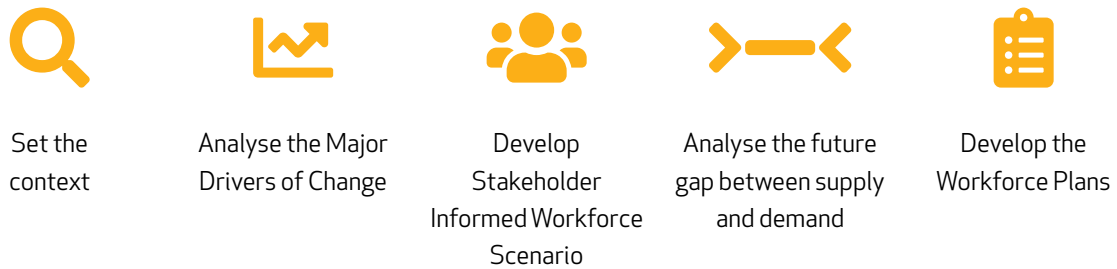 Set the
context
Analyse the Major
Drivers of Change
Develop
Stakeholder
Informed Workforce
Scenario
Analyse the future
gap between supply
and demand
Develop the
Workforce Plans